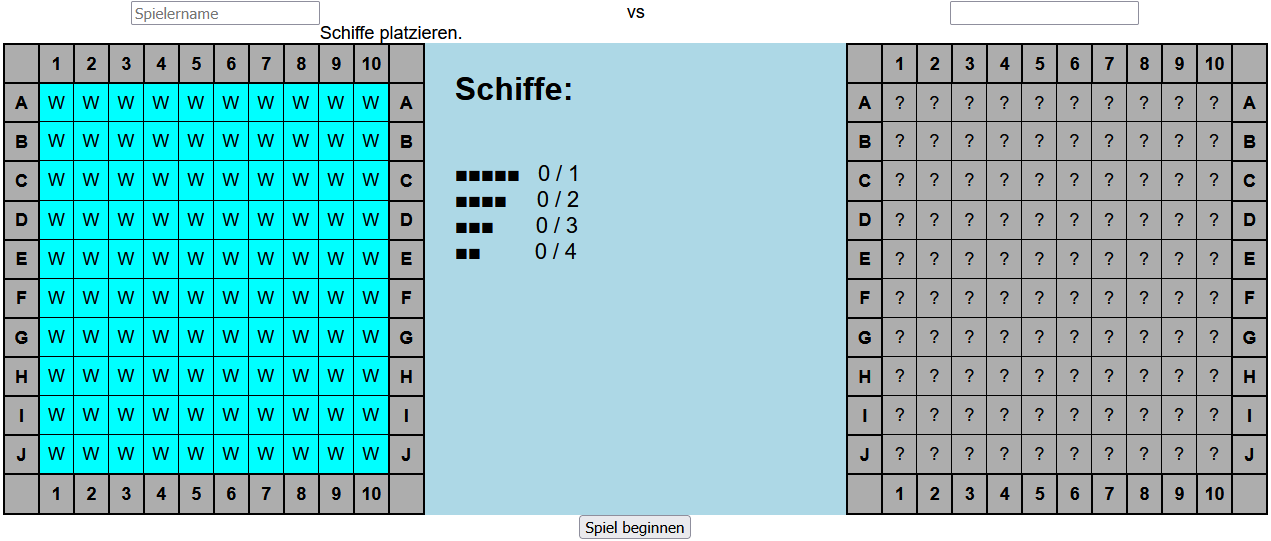 Spielername vs
Schiffe platzieren.
1 2 3 4 5 6 7 8 9 10
A W W W W W W W W W W A
B W W W W W W W W W W B
C W W W W W W W W W W C
D W W W W W W W W W W D
E W W W W W W W W W W E
F W W W W W W W W W W F
G W W W W W W W W W W G
H W W W W W W W W W W H
I W W W W W W W W W W I
J W W W W W W W W W W J
1 2 3 4 5 6 7 8 9 10
Schiffe:
■■■■■ 0 / 1
■■■■ 0 / 2
■■■ 0 / 3
■■ 0 / 4
1 2 3 4 5 6 7 8 9 10
A ? ? ? ? ? ? ? ? ? ? A
B ? ? ? ? ? ? ? ? ? ? B
C ? ? ? ? ? ? ? ? ? ? C
D ? ? ? ? ? ? ? ? ? ? D
E ? ? ? ? ? ? ? ? ? ? E
F ? ? ? ? ? ? ? ? ? ? F
G ? ? ? ? ? ? ? ? ? ? G
H ? ? ? ? ? ? ? ? ? ? H
I ? ? ? ? ? ? ? ? ? ? I
J ? ? ? ? ? ? ? ? ? ? J
1 2 3 4 5 6 7 8 9 10
Spiel beginnen